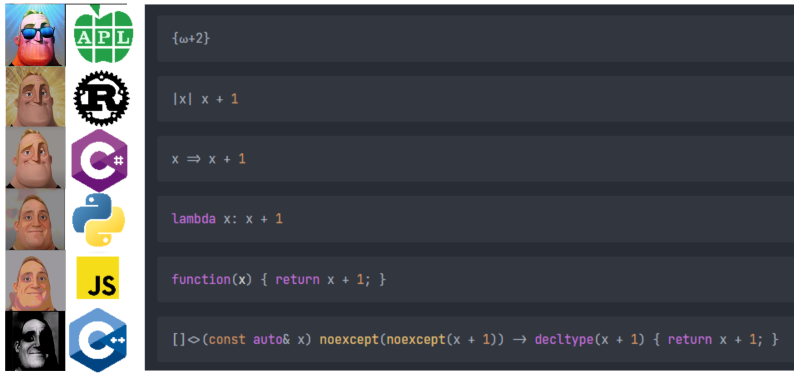 APL
{ω+2}
R
|x| x + 1
C#
x ⇒ x + 1
lambda x: x + 1
JS
function(x) { return x + 1; }
C++
[]<>(const auto& x) noexcept(noexcept(x + 1)) → decltype(x + 1) { return x + 1; }